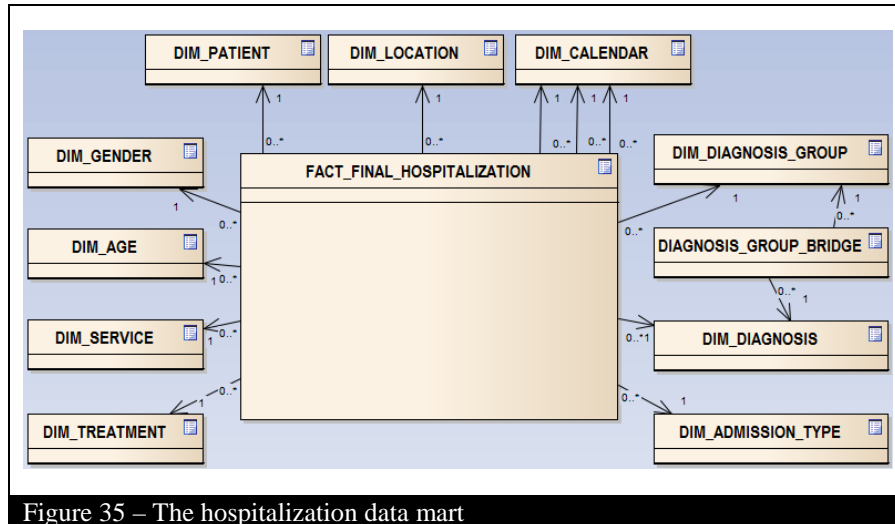 DIM_PATIENT DIM_LOCATION DIM_CALENDAR
1 1 1 1 1
0..* 0..* 0..* 0..* 0..*
DIM_GENDER FACT_FINAL_HOSPITALIZATION DIM_DIAGNOSIS_GROUP
1 0..* 0..* 1 1
DIM_AGE DIAGNOSIS_GROUP_BRIDGE
1 0..* 0..*
0..* 1
DIM_SERVICE DIM_DIAGNOSIS
1 0..* 0..* 1
DIM_TREATMENT DIM_ADMISSION_TYPE
1 0..* 0..* 1
Figure 35 – The hospitalization data mart